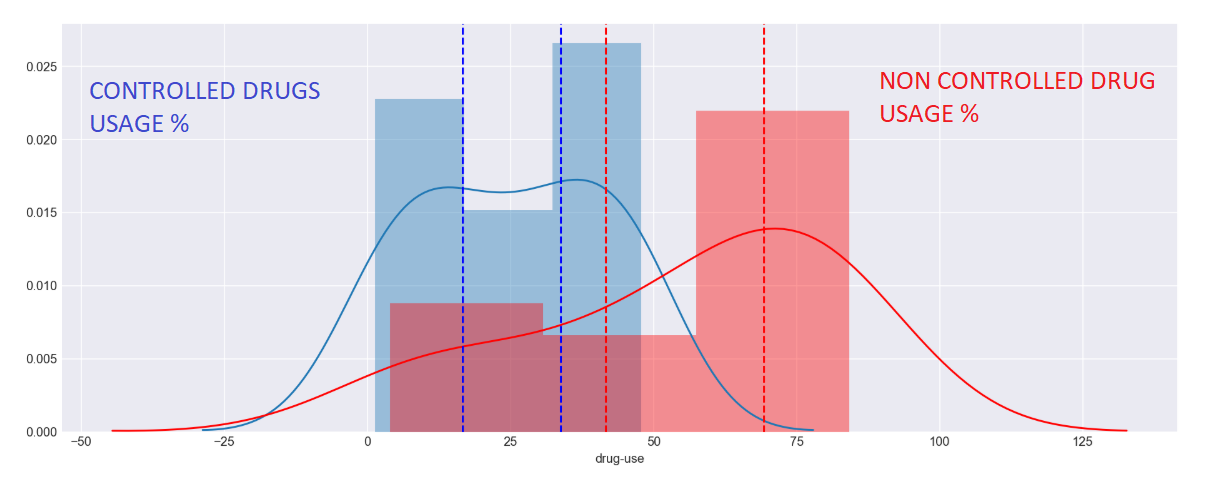 CONTROLLED DRUGS
USAGE %
NON CONTROLLED DRUG
USAGE %
0.025
0.020
0.015
0.010
0.005
0.000
−50 −25 0 25 50 75 100 125
drug-use